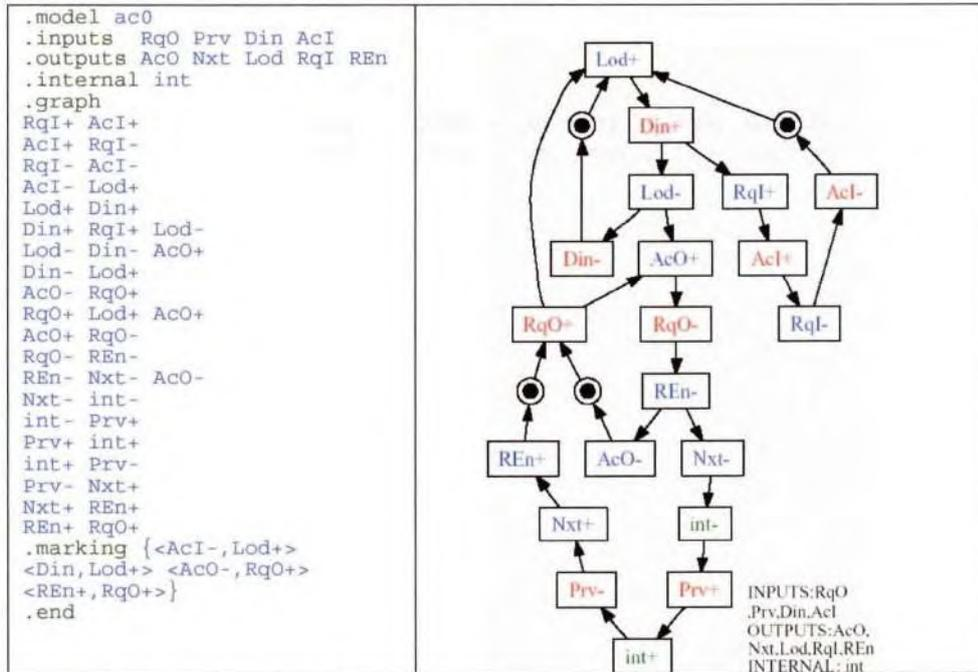 .model ac0
.inputs RqO Prv Din AcI
.outputs AcO Nxt Lod RqI REn
.internal int
.graph
RqI+ AcI+
AcI+ RqI-
RqI- AcI-
AcI- Lod+
Lod+ Din+
Din+ RqI+ Lod-
Lod- Din- AcO+
Din- Lod+
AcO- RqO+
RqO+ Lod+ AcO+
AcO+ RqO-
RqO- REn-
REn- Nxt- AcO-
Nxt- int-
int- Prv+
Prv+ int+
int+ Prv-
Prv- Nxt+
Nxt+ REn+
REn+ RqO+
.marking {<AcI-,Lod+>
<Din,Lod+> <AcO-,RqO+>
<REn+,RqO+>}
.end
Lod+
Din+
Lod-
RqI+
AcI-
Din-
AcO+
AcI+
RqO+
RqO-
RqI-
REn-
REn+
AcO-
Nxt-
Nxt+
int-
Prv-
Prv+
int+
INPUTS:RqO
,Prv,Din,AcI
OUTPUTS:AcO,
Nxt,Lod,RqI,REn
INTERNAL: int